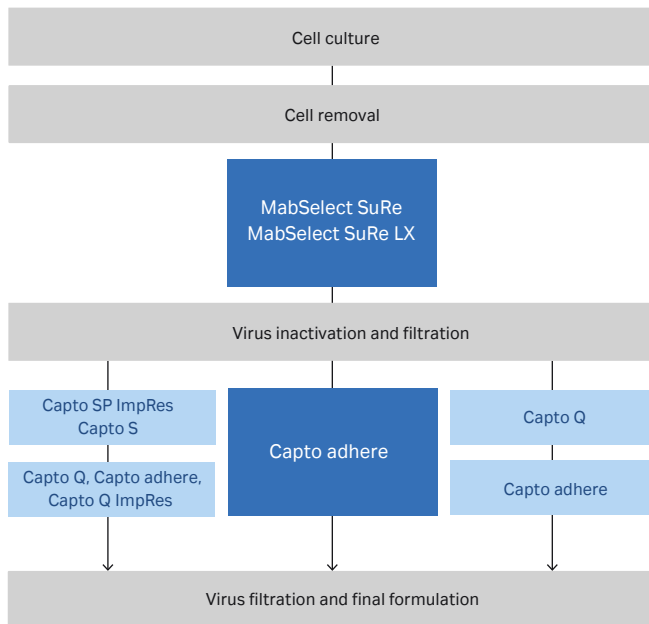 Cell culture
Cell removal
MabSelect SuRe
MabSelect SuRe LX
Virus inactivation and filtration
Capto SP ImpRes
Capto S
Capto Q, Capto adhere,
Capto Q ImpRes
Capto adhere
Capto Q
Capto adhere
Virus filtration and final formulation